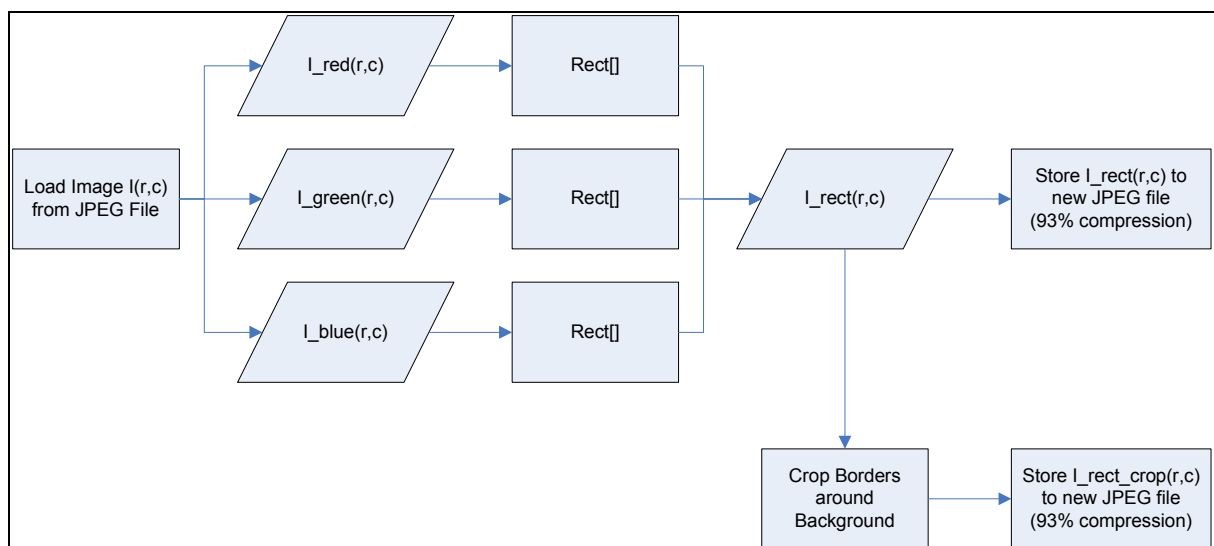 I_red(r,c)
Rect[]
Load Image I(r,c)
from JPEG File
I_green(r,c)
Rect[]
I_rect(r,c)
Store I_rect(r,c) to
new JPEG file
(93% compression)
I_blue(r,c)
Rect[]
Crop Borders
around
Background
Store I_rect_crop(r,c)
to new JPEG file
(93% compression)